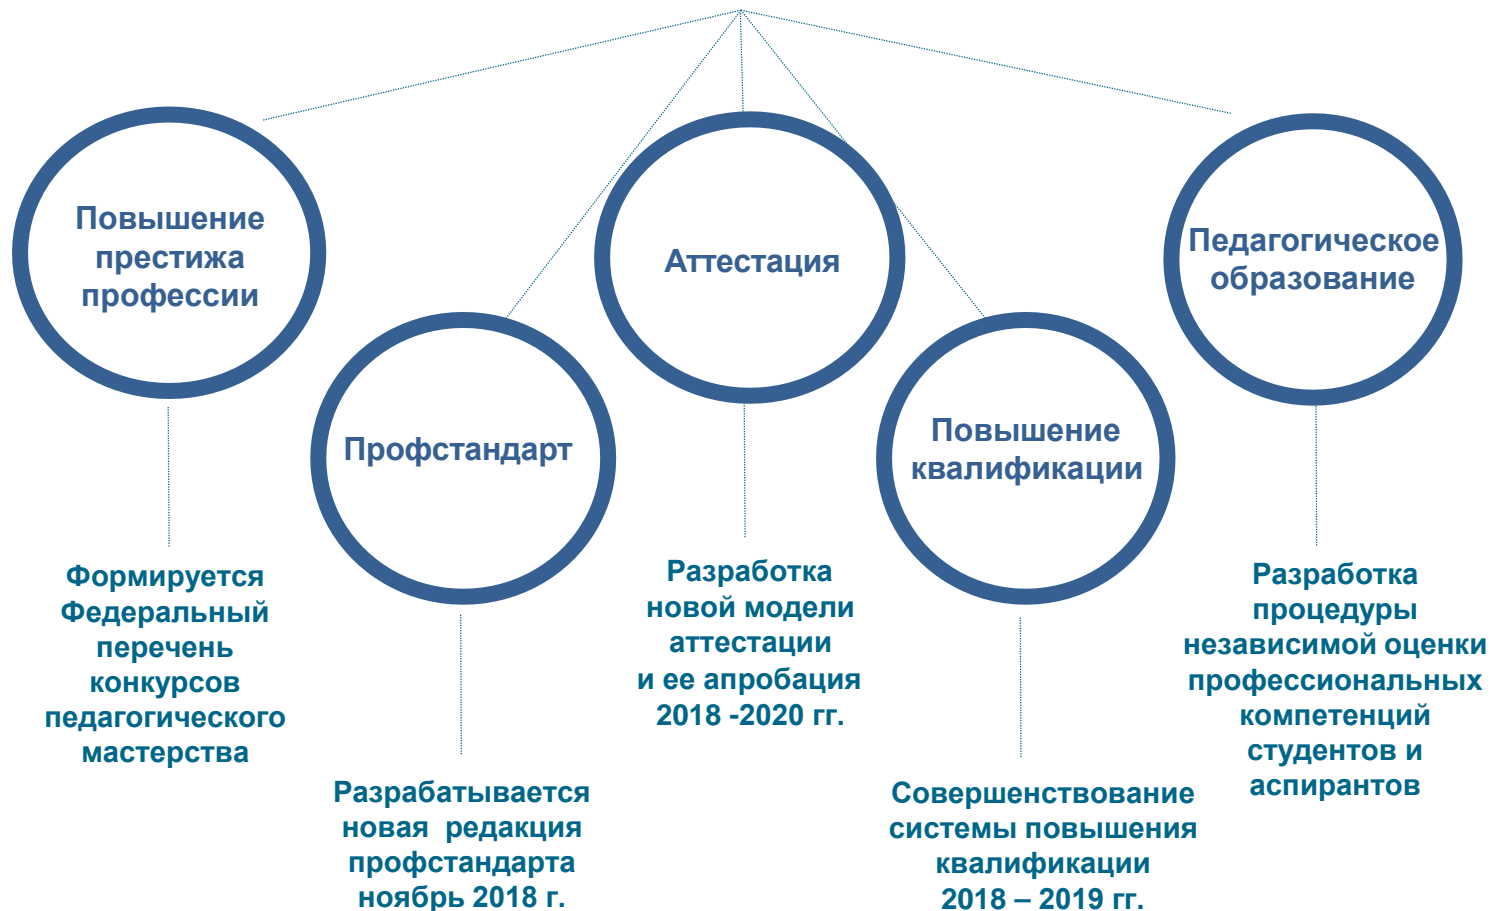 Повышение
престижа
профессии
Профстандарт
Аттестация
Повышение
квалификации
Педагогическое
образование
Формируется
Федеральный
перечень
конкурсов
педагогического
мастерства
Разрабатывается
новая редакция
профстандарта
ноябрь 2018 г.
Разработка
новой модели
аттестации
и ее апробация
2018 -2020 гг.
Совершенствование
системы повышения
квалификации
2018 – 2019 гг.
Разработка
процедуры
независимой оценки
профессиональных
компетенций
студентов и
аспирантов